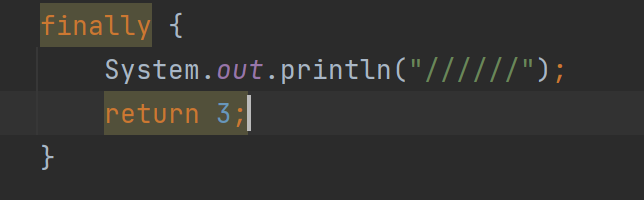 finally {
System.out.println("//////");
return 3;
}